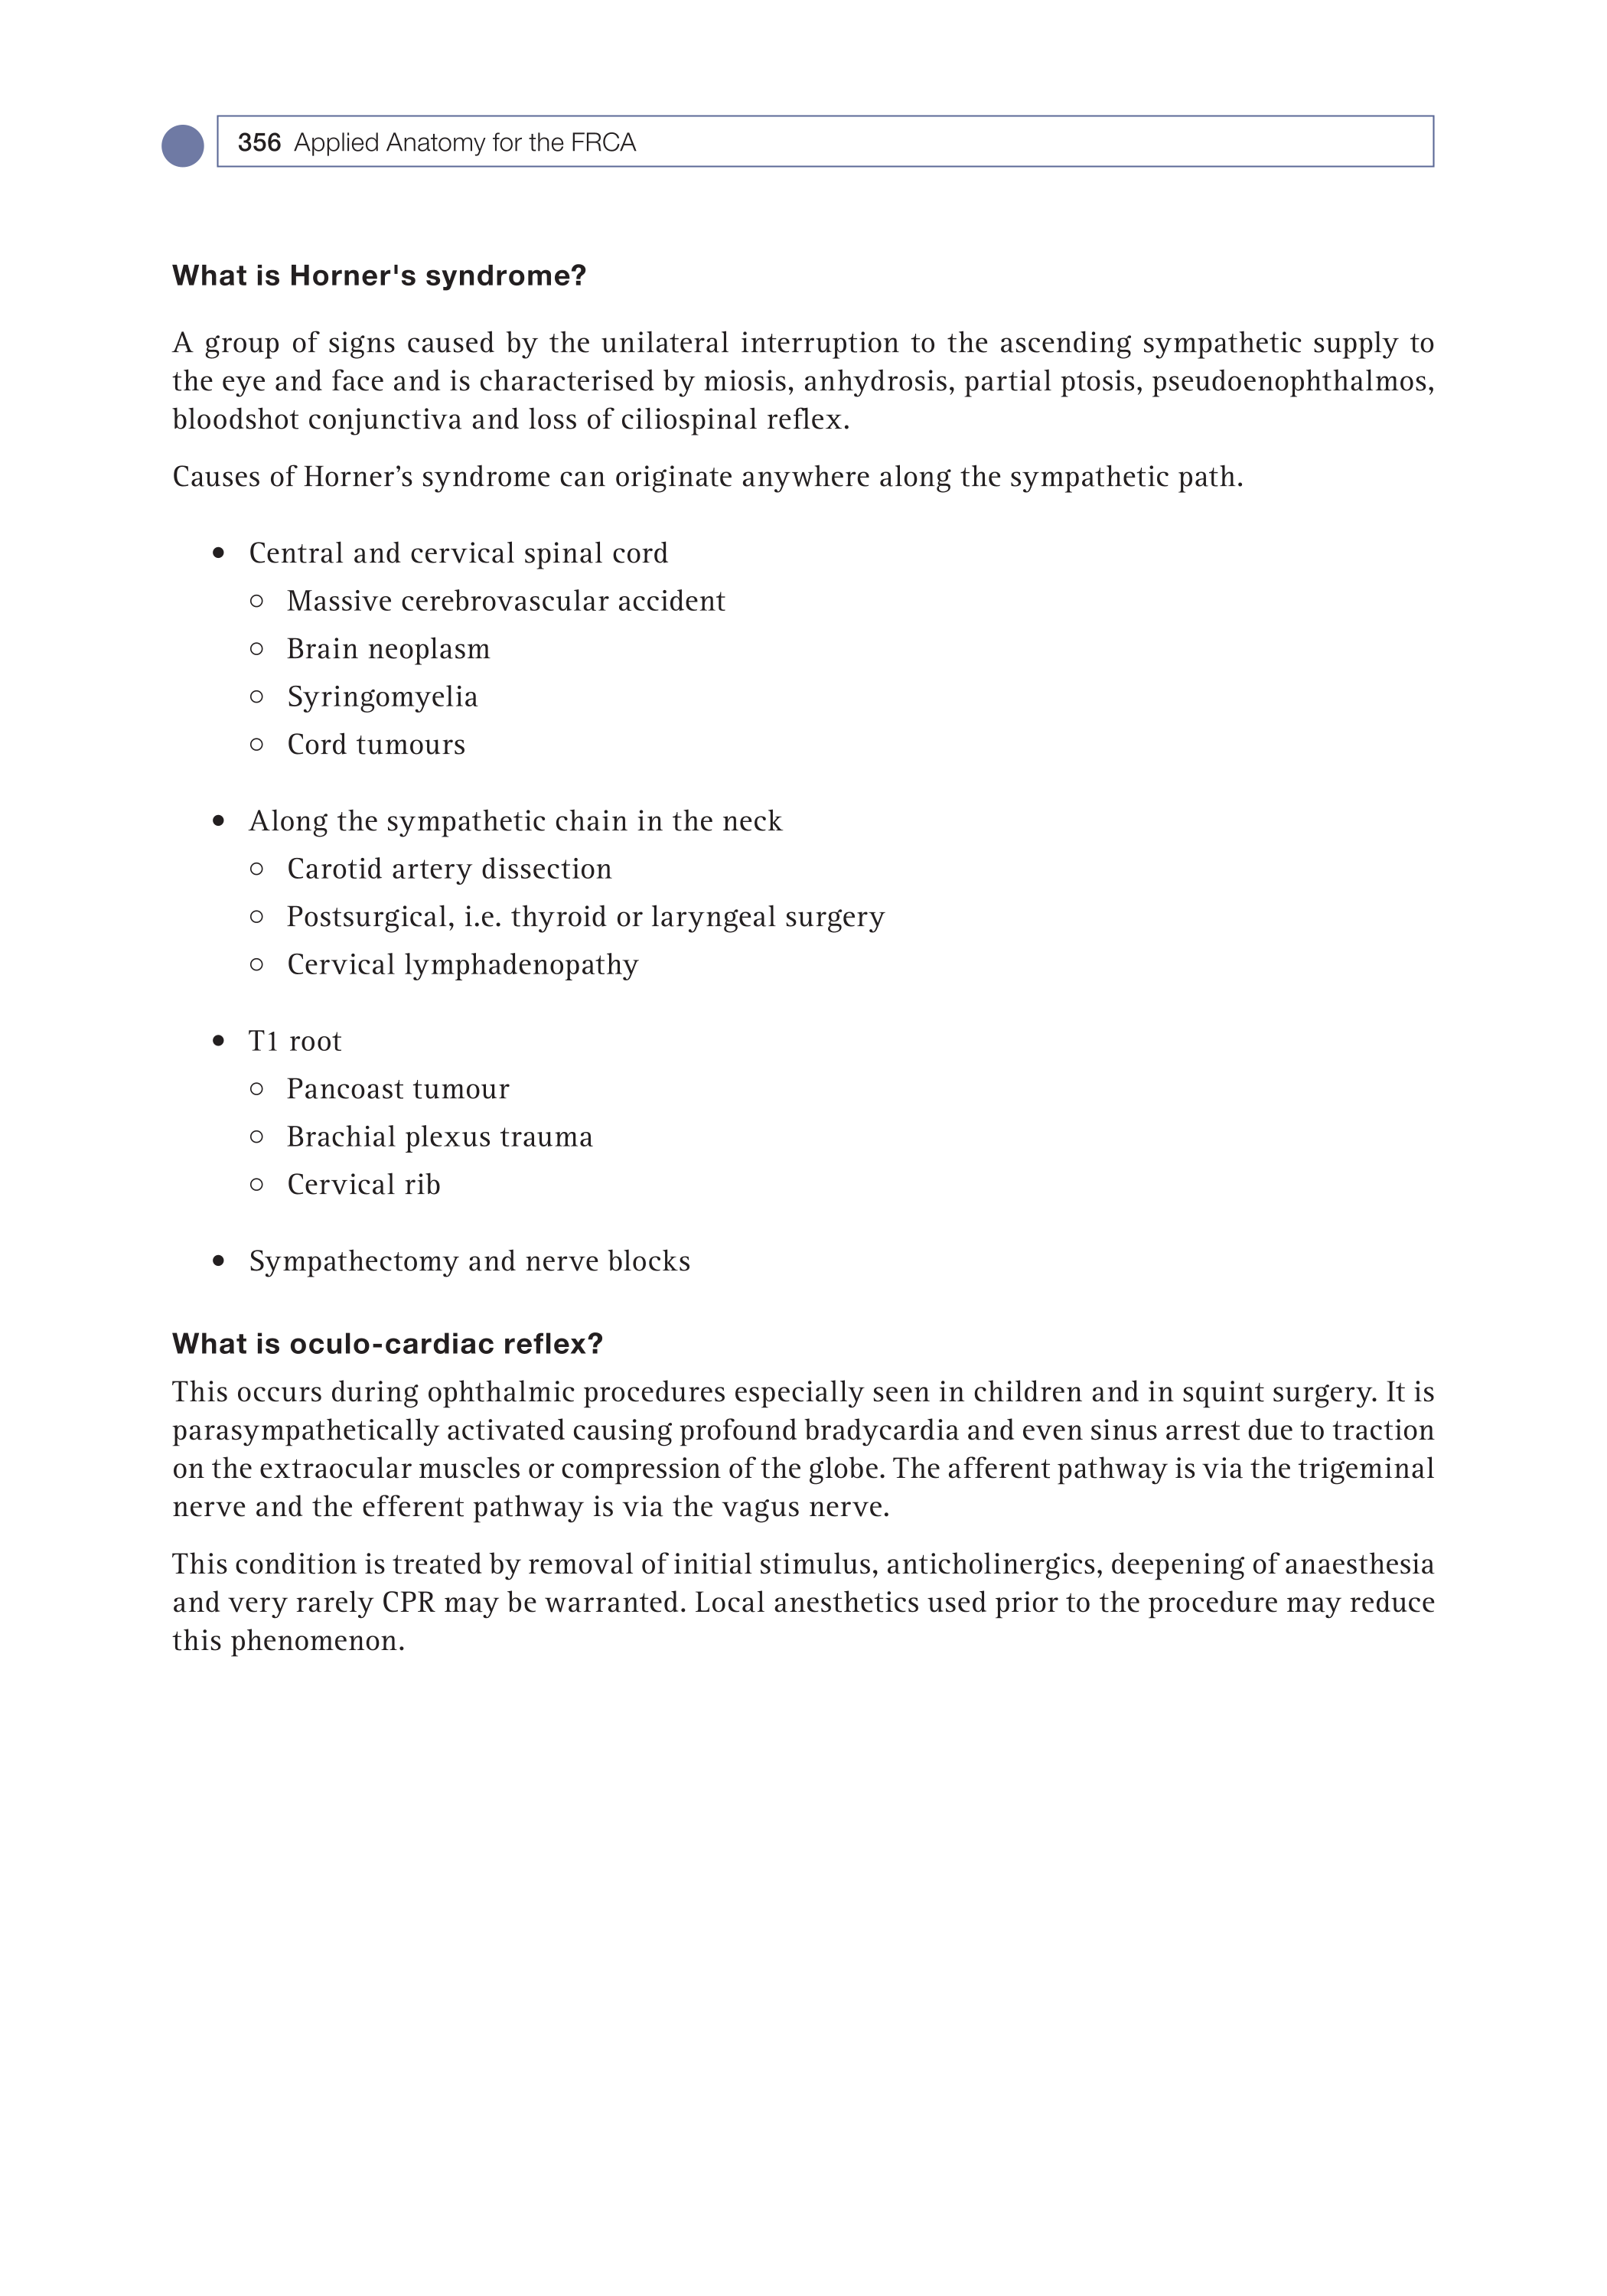 356 Applied Anatomy for the FRCA
What is Horner's syndrome?
A group of signs caused by the unilateral interruption to the ascending sympathetic supply to
the eye and face and is characterised by miosis, anhydrosis, partial ptosis, pseudoenophthalmos,
bloodshot conjunctiva and loss of ciliospinal reflex.
Causes of Horner’s syndrome can originate anywhere along the sympathetic path.
• Central and cervical spinal cord
○ Massive cerebrovascular accident
○ Brain neoplasm
○ Syringomyelia
○ Cord tumours
• Along the sympathetic chain in the neck
○ Carotid artery dissection
○ Postsurgical, i.e. thyroid or laryngeal surgery
○ Cervical lymphadenopathy
• T1 root
○ Pancoast tumour
○ Brachial plexus trauma
○ Cervical rib
• Sympathectomy and nerve blocks
What is oculo-cardiac reflex?
This occurs during ophthalmic procedures especially seen in children and in squint surgery. It is
parasympathetically activated causing profound bradycardia and even sinus arrest due to traction
on the extraocular muscles or compression of the globe. The afferent pathway is via the trigeminal
nerve and the efferent pathway is via the vagus nerve.
This condition is treated by removal of initial stimulus, anticholinergics, deepening of anaesthesia
and very rarely CPR may be warranted. Local anesthetics used prior to the procedure may reduce
this phenomenon.